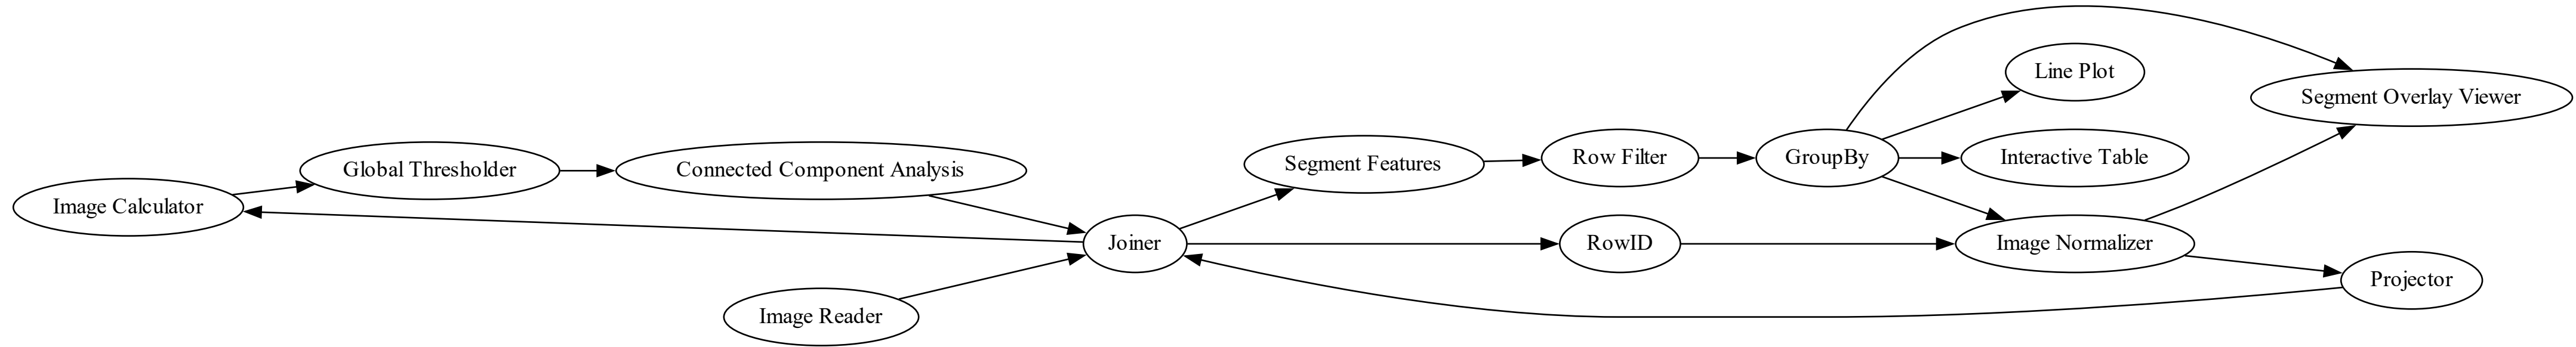 Image Calculator
Global Thresholder
Connected Component Analysis
Image Reader
Joiner
Segment Features
Row Filter
RowID
GroupBy
Line Plot
Interactive Table
Image Normalizer
Segment Overlay Viewer
Projector